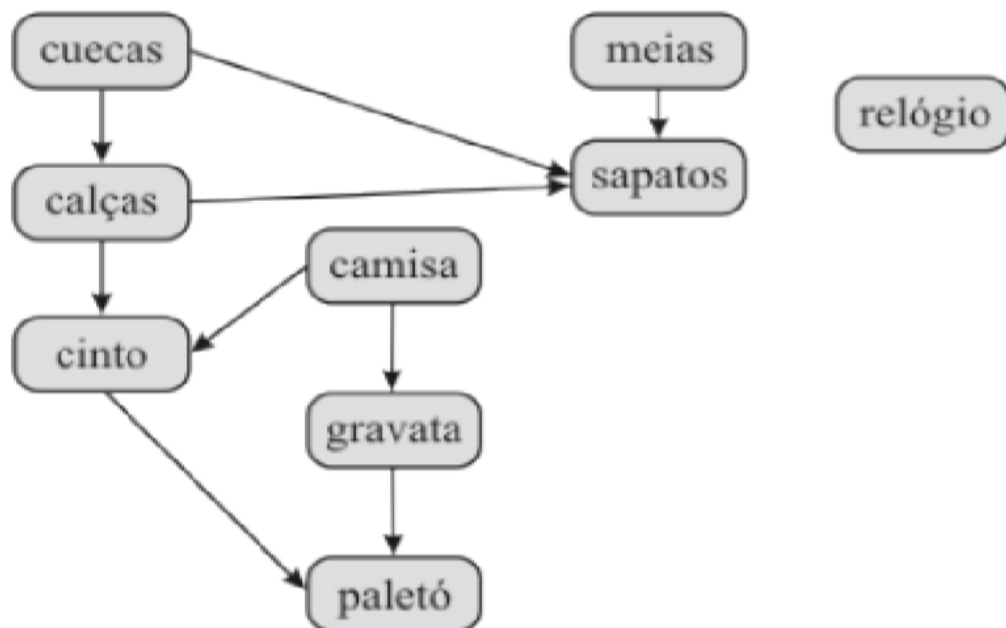 cuecas
meias
relógio
calças
sapatos
camisa
cinto
gravata
paletó